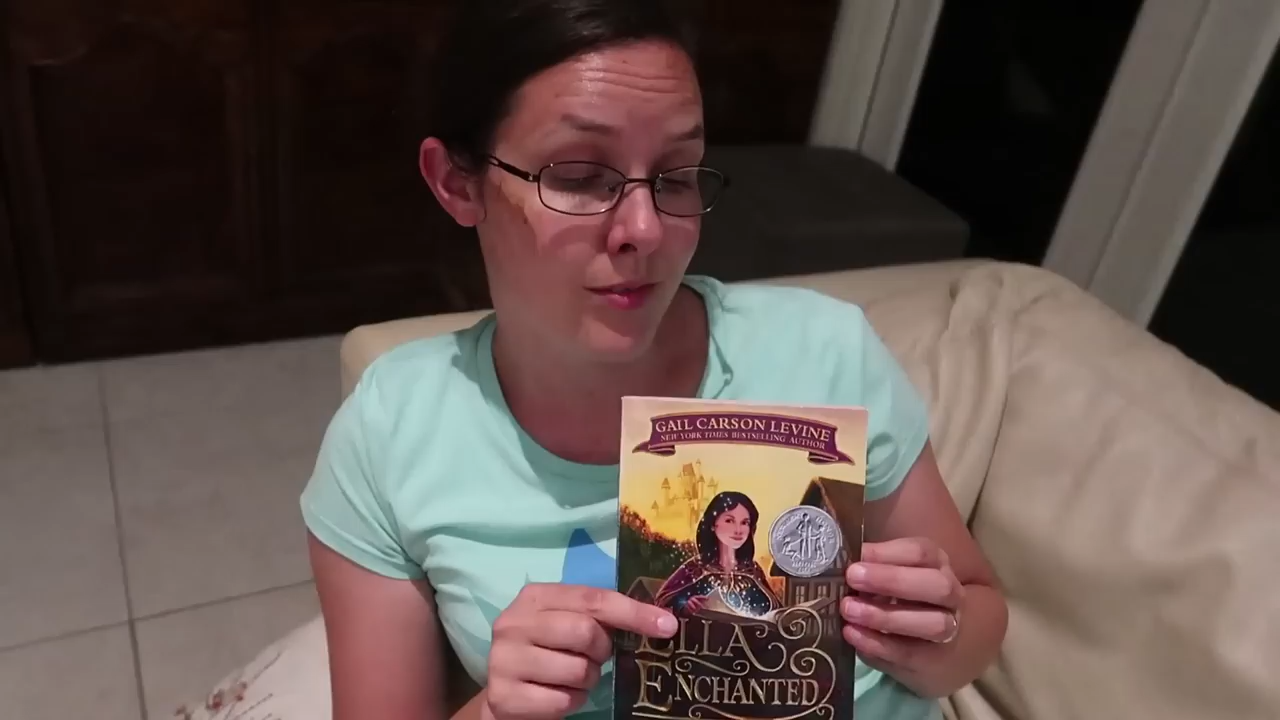 GAIL CARSON LEVINE
NEW YORK TIMES BESTSELLING AUTHOR
ELLA
ENCHANTED